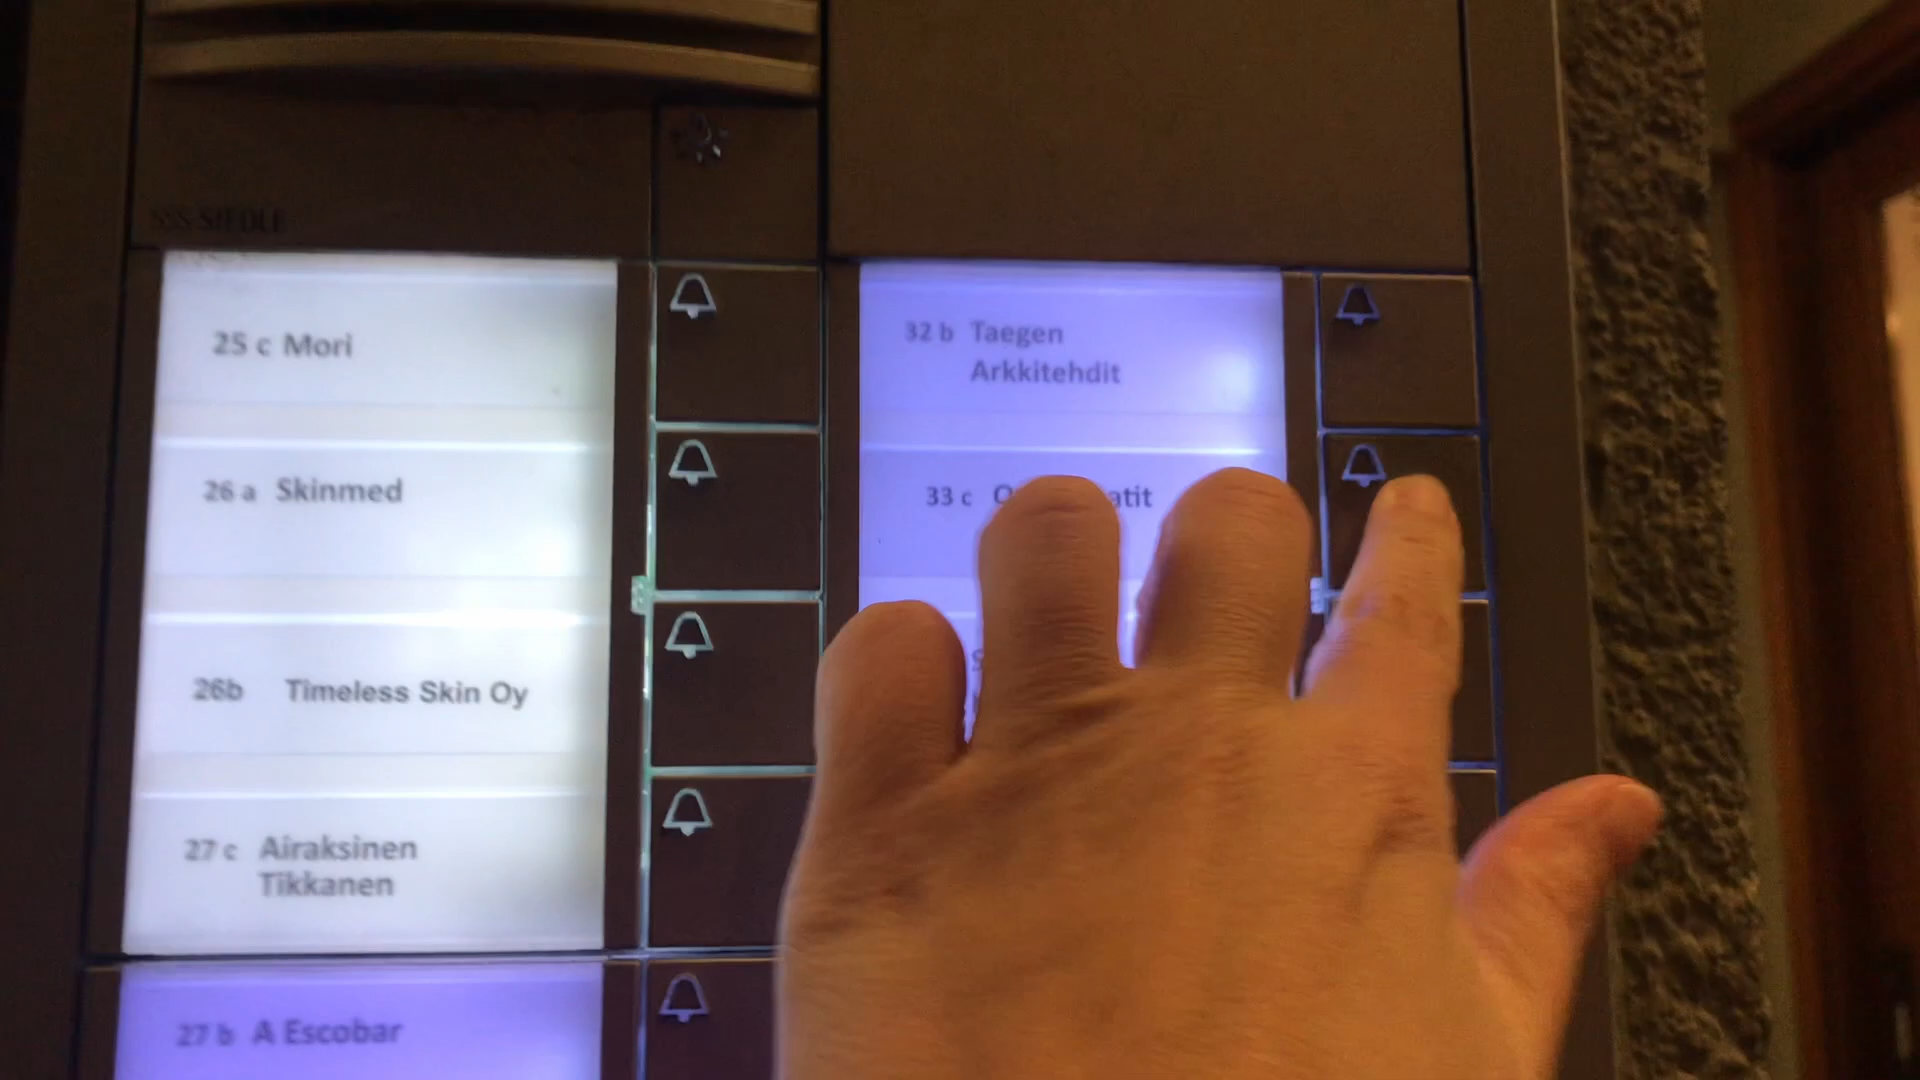 SSS SIEDLE
25 c Mori
26 a Skinmed
26b Timeless Skin Oy
27 c Airaksinen
Tikkanen
27 b A Escobar
32 b Taegen
Arkkitehdit
33 c